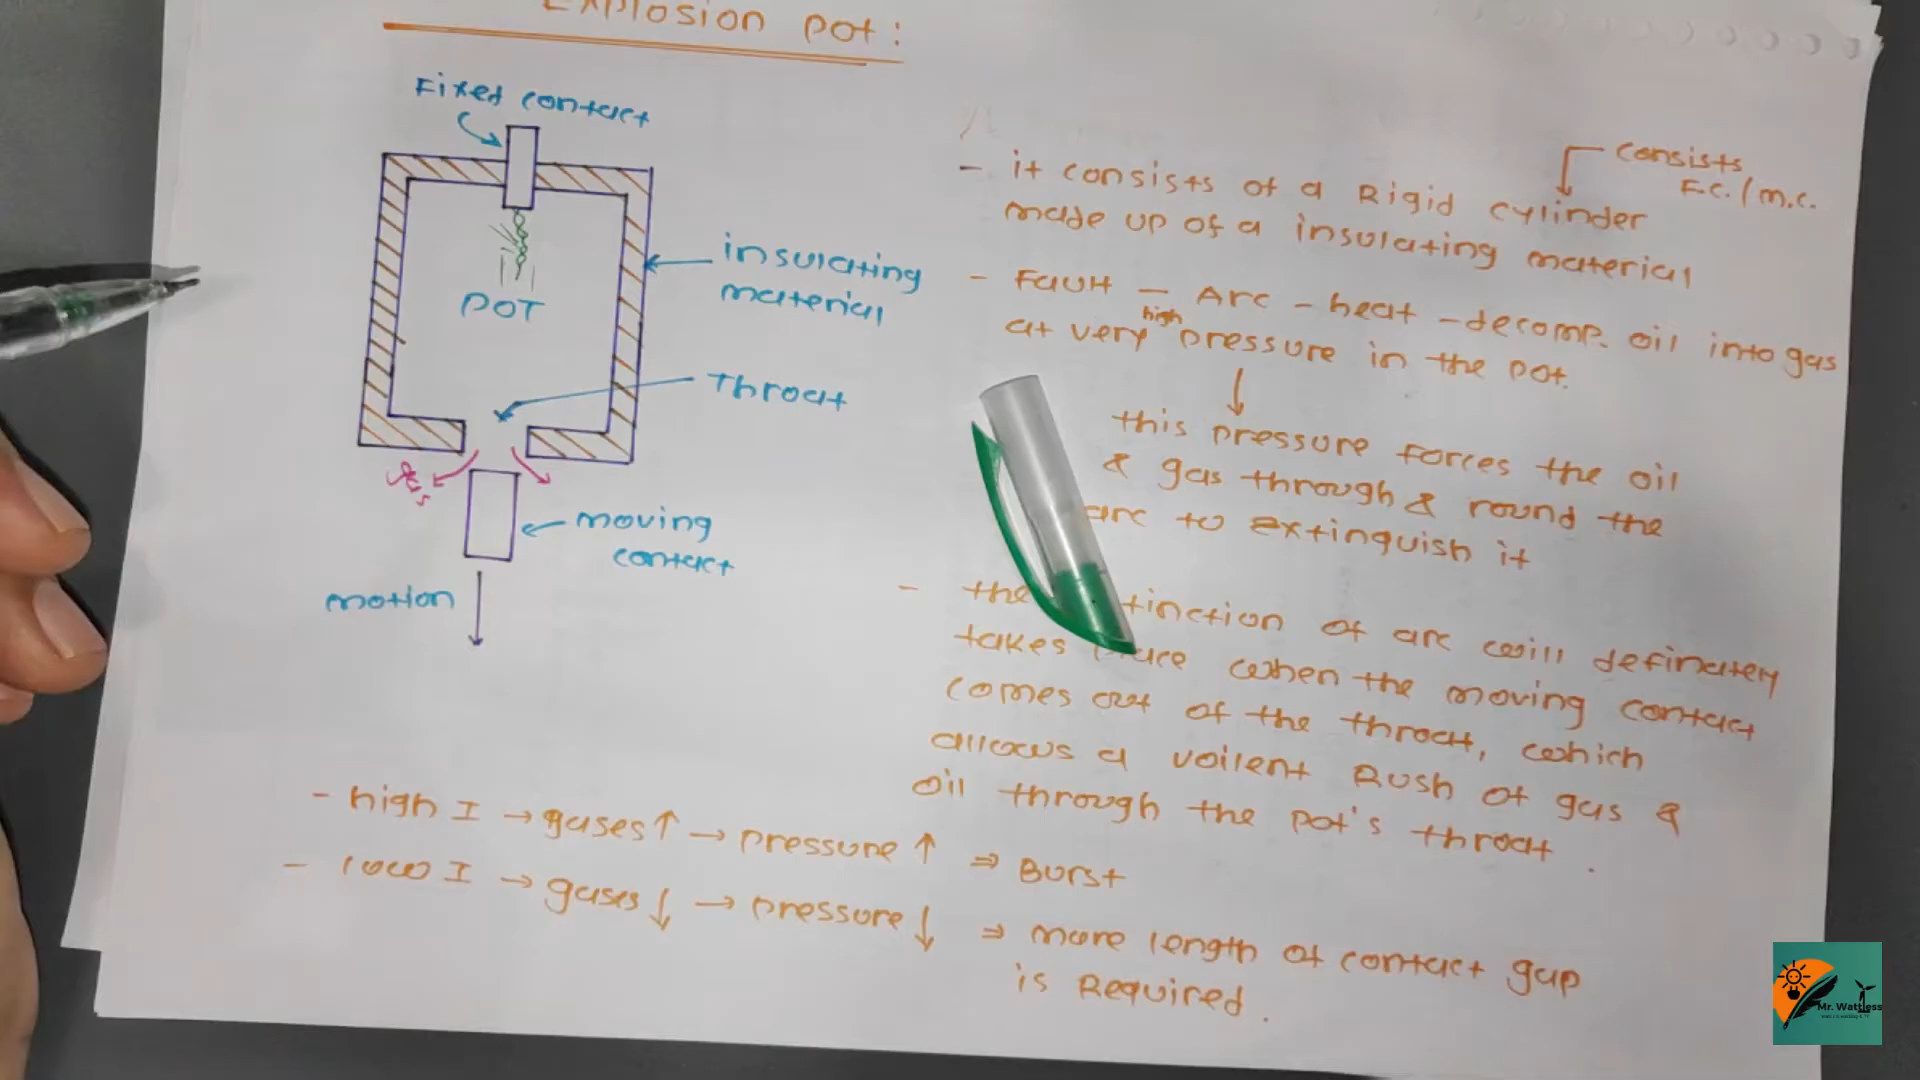 Explosion pot:
Fixed contact
POT
insulating
material
Throat
moving
contact
motion
- it consists of a Rigid cylinder
consists
F.C. / m.c.
made up of a insulating material
- Fault - Arc - heat - decomp. oil into gas
at very high pressure in the pot.
↓
this pressure forces the oil
& gas through & round the
arc to extinguish it
- the tinction of arc will definately
takes place when the moving contact
comes out of the throat, which
allows a voilent Rush of gas &
oil through the pot's throat.
- high I → gases ↑ → pressure ↑ ⇒ Burst
- low I → gases ↓ → pressure ↓ ⇒ more length of contact gap
is Required.
Mr. Wattless